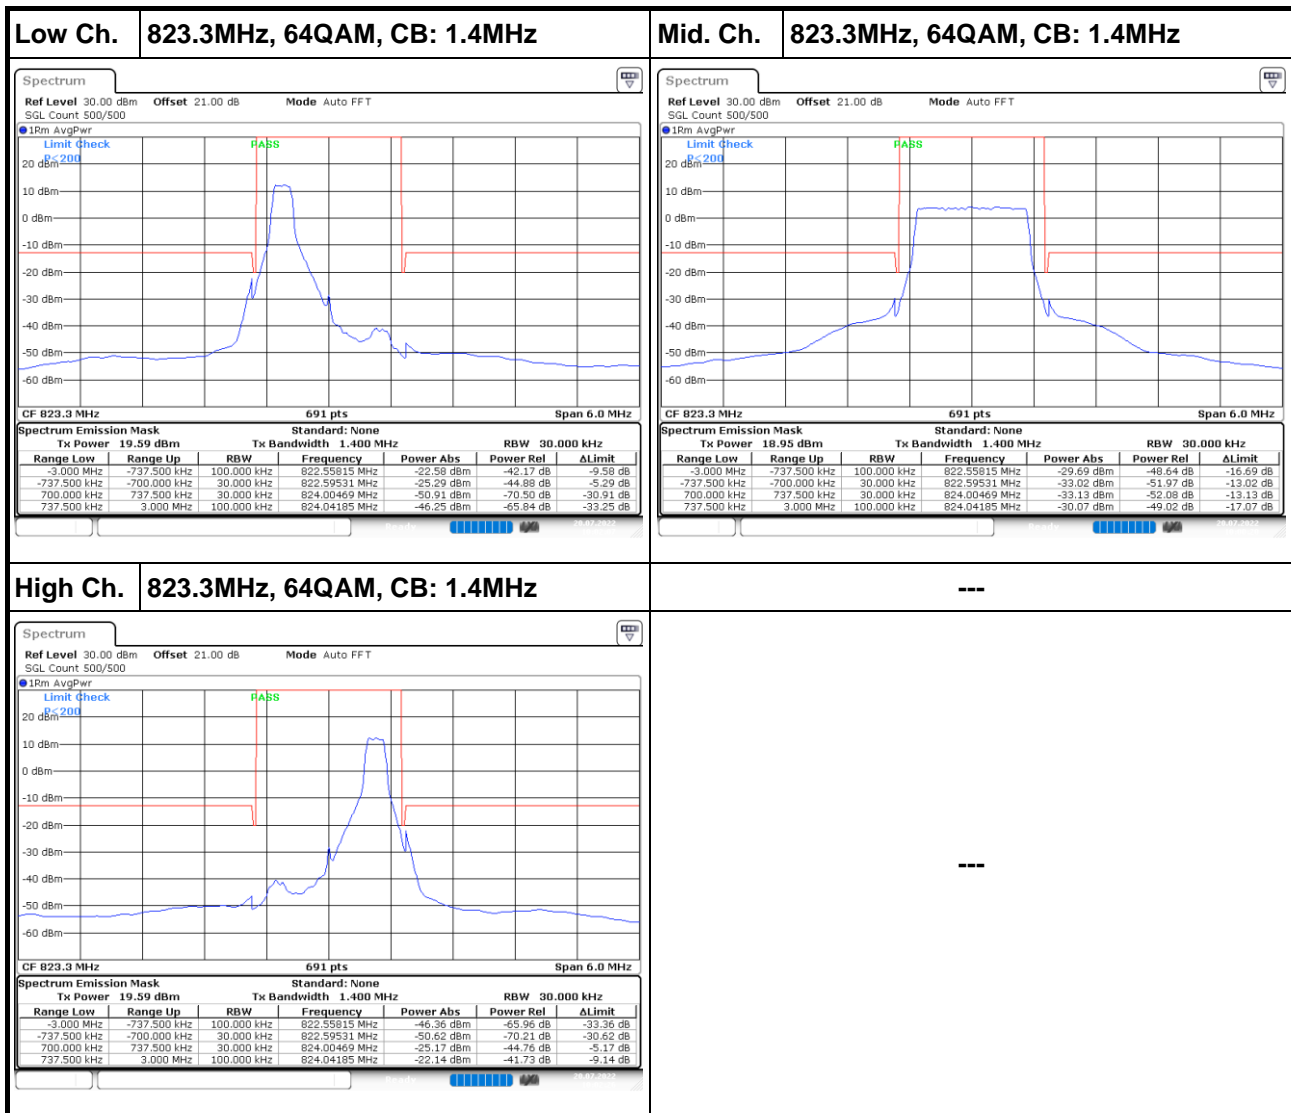 Low Ch. 823.3MHz, 64QAM, CB: 1.4MHz
Spectrum
Ref Level 30.00 dBm Offset 21.00 dB Mode Auto FFT
SGL Count 500/500
1Rm AvgPwr
Limit Check PASS
P<200
20 dBm
10 dBm
0 dBm
-10 dBm
-20 dBm
-30 dBm
-40 dBm
-50 dBm
-60 dBm
CF 823.3 MHz 691 pts Span 6.0 MHz
Spectrum Emission Mask Standard: None
Tx Power 19.59 dBm Tx Bandwidth 1.400 MHz RBW 30.000 kHz
Range Low Range Up RBW Frequency Power Abs Power Rel ΔLimit
-3.000 MHz -737.500 kHz 100.000 kHz 822.55815 MHz -22.58 dBm -42.17 dB -9.58 dB
-737.500 kHz -700.000 kHz 30.000 kHz 822.59531 MHz -25.29 dBm -44.88 dB -5.29 dB
700.000 kHz 737.500 kHz 30.000 kHz 824.00469 MHz -50.91 dBm -70.50 dB -30.91 dB
737.500 kHz 3.000 MHz 100.000 kHz 824.04185 MHz -46.25 dBm -65.84 dB -33.25 dB
Ready 28.07.2022
Mid. Ch. 823.3MHz, 64QAM, CB: 1.4MHz
Spectrum
Ref Level 30.00 dBm Offset 21.00 dB Mode Auto FFT
SGL Count 500/500
1Rm AvgPwr
Limit Check PASS
P<200
20 dBm
10 dBm
0 dBm
-10 dBm
-20 dBm
-30 dBm
-40 dBm
-50 dBm
-60 dBm
CF 823.3 MHz 691 pts Span 6.0 MHz
Spectrum Emission Mask Standard: None
Tx Power 18.95 dBm Tx Bandwidth 1.400 MHz RBW 30.000 kHz
Range Low Range Up RBW Frequency Power Abs Power Rel ΔLimit
-3.000 MHz -737.500 kHz 100.000 kHz 822.55815 MHz -29.69 dBm -48.64 dB -16.69 dB
-737.500 kHz -700.000 kHz 30.000 kHz 822.59531 MHz -33.02 dBm -51.97 dB -13.02 dB
700.000 kHz 737.500 kHz 30.000 kHz 824.00469 MHz -33.13 dBm -52.08 dB -13.13 dB
737.500 kHz 3.000 MHz 100.000 kHz 824.04185 MHz -30.07 dBm -49.02 dB -17.07 dB
Ready 28.07.2022
High Ch. 823.3MHz, 64QAM, CB: 1.4MHz
Spectrum
Ref Level 30.00 dBm Offset 21.00 dB Mode Auto FFT
SGL Count 500/500
1Rm AvgPwr
Limit Check PASS
P<200
20 dBm
10 dBm
0 dBm
-10 dBm
-20 dBm
-30 dBm
-40 dBm
-50 dBm
-60 dBm
CF 823.3 MHz 691 pts Span 6.0 MHz
Spectrum Emission Mask Standard: None
Tx Power 19.59 dBm Tx Bandwidth 1.400 MHz RBW 30.000 kHz
Range Low Range Up RBW Frequency Power Abs Power Rel ΔLimit
-3.000 MHz -737.500 kHz 100.000 kHz 822.55815 MHz -46.36 dBm -65.96 dB -33.36 dB
-737.500 kHz -700.000 kHz 30.000 kHz 822.59531 MHz -50.62 dBm -70.21 dB -30.62 dB
700.000 kHz 737.500 kHz 30.000 kHz 824.00469 MHz -25.17 dBm -44.76 dB -5.17 dB
737.500 kHz 3.000 MHz 100.000 kHz 824.04185 MHz -22.14 dBm -41.73 dB -9.14 dB
Ready 28.07.2022
---
---